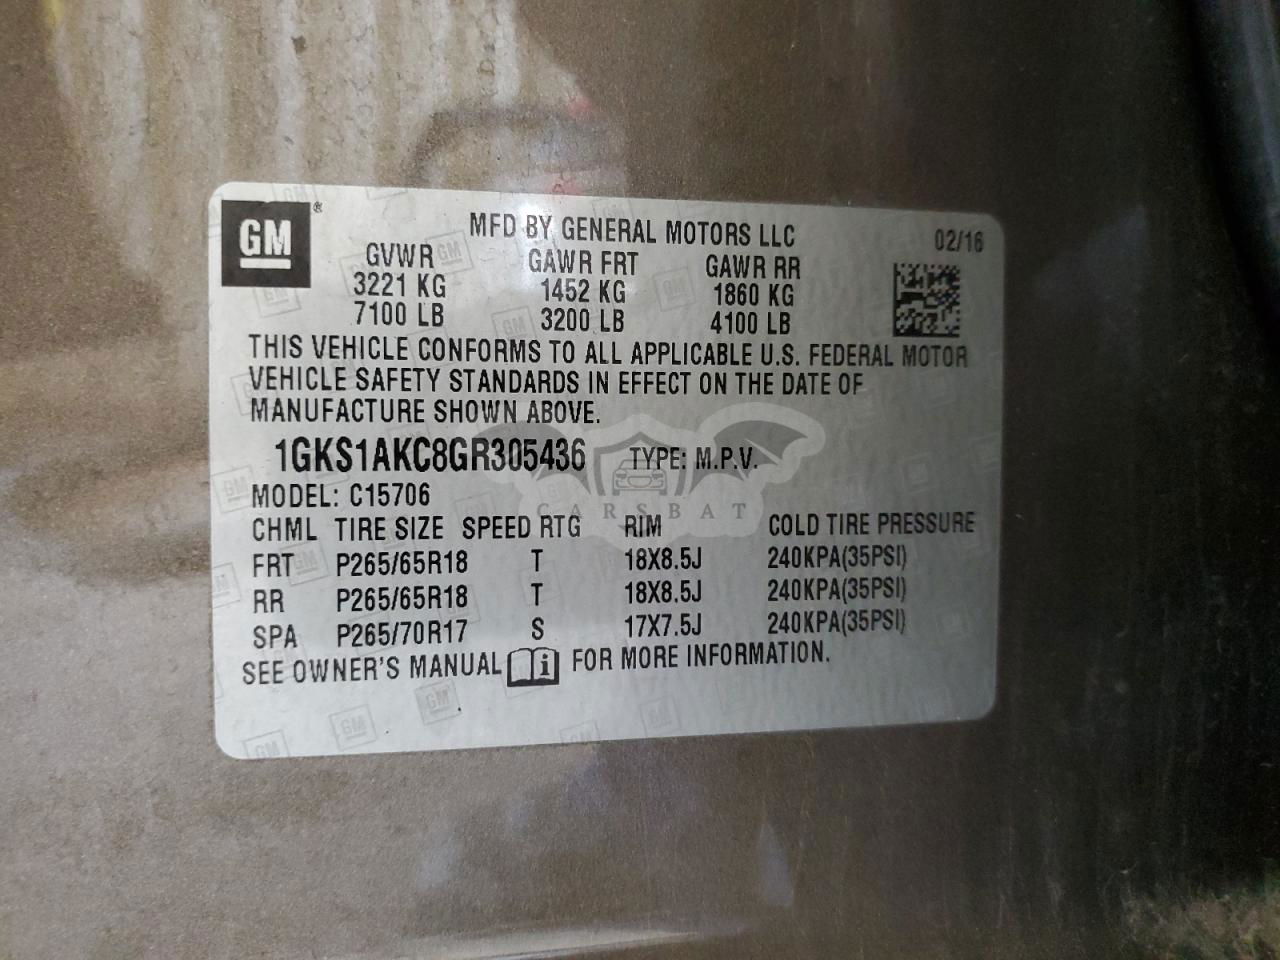 GM®
MFD BY GENERAL MOTORS LLC 02/16
GVWR GAWR FRT GAWR RR
3221 KG 1452 KG 1860 KG
7100 LB 3200 LB 4100 LB
THIS VEHICLE CONFORMS TO ALL APPLICABLE U.S. FEDERAL MOTOR
VEHICLE SAFETY STANDARDS IN EFFECT ON THE DATE OF
MANUFACTURE SHOWN ABOVE.
1GKS1AKC8GR305436 TYPE: M.P.V.
MODEL: C15706
CARSBAT
CHML TIRE SIZE SPEED RTG RIM COLD TIRE PRESSURE
FRT P265/65R18 T 18X8.5J 240KPA(35PSI)
RR P265/65R18 T 18X8.5J 240KPA(35PSI)
SPA P265/70R17 S 17X7.5J 240KPA(35PSI)
SEE OWNER'S MANUAL i FOR MORE INFORMATION.